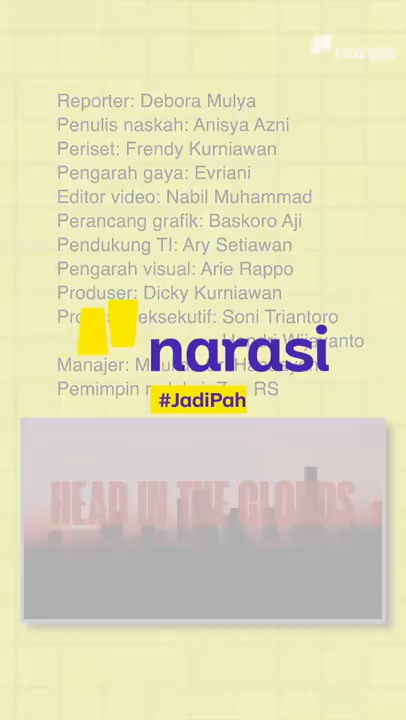 narasi
Reporter: Debora Mulya
Penulis naskah: Anisya Azni
Periset: Frendy Kurniawan
Pengarah gaya: Evriani
Editor video: Nabil Muhammad
Perancang grafik: Baskoro Aji
Pendukung TI: Ary Setiawan
Pengarah visual: Arie Rappo
Produser: Dicky Kurniawan
eksekutif: Soni Triantoro
Wijayanto
Manajer:
Pemimpin RS
narasi
#JadiPah
HEAD IN THE CLOUDS